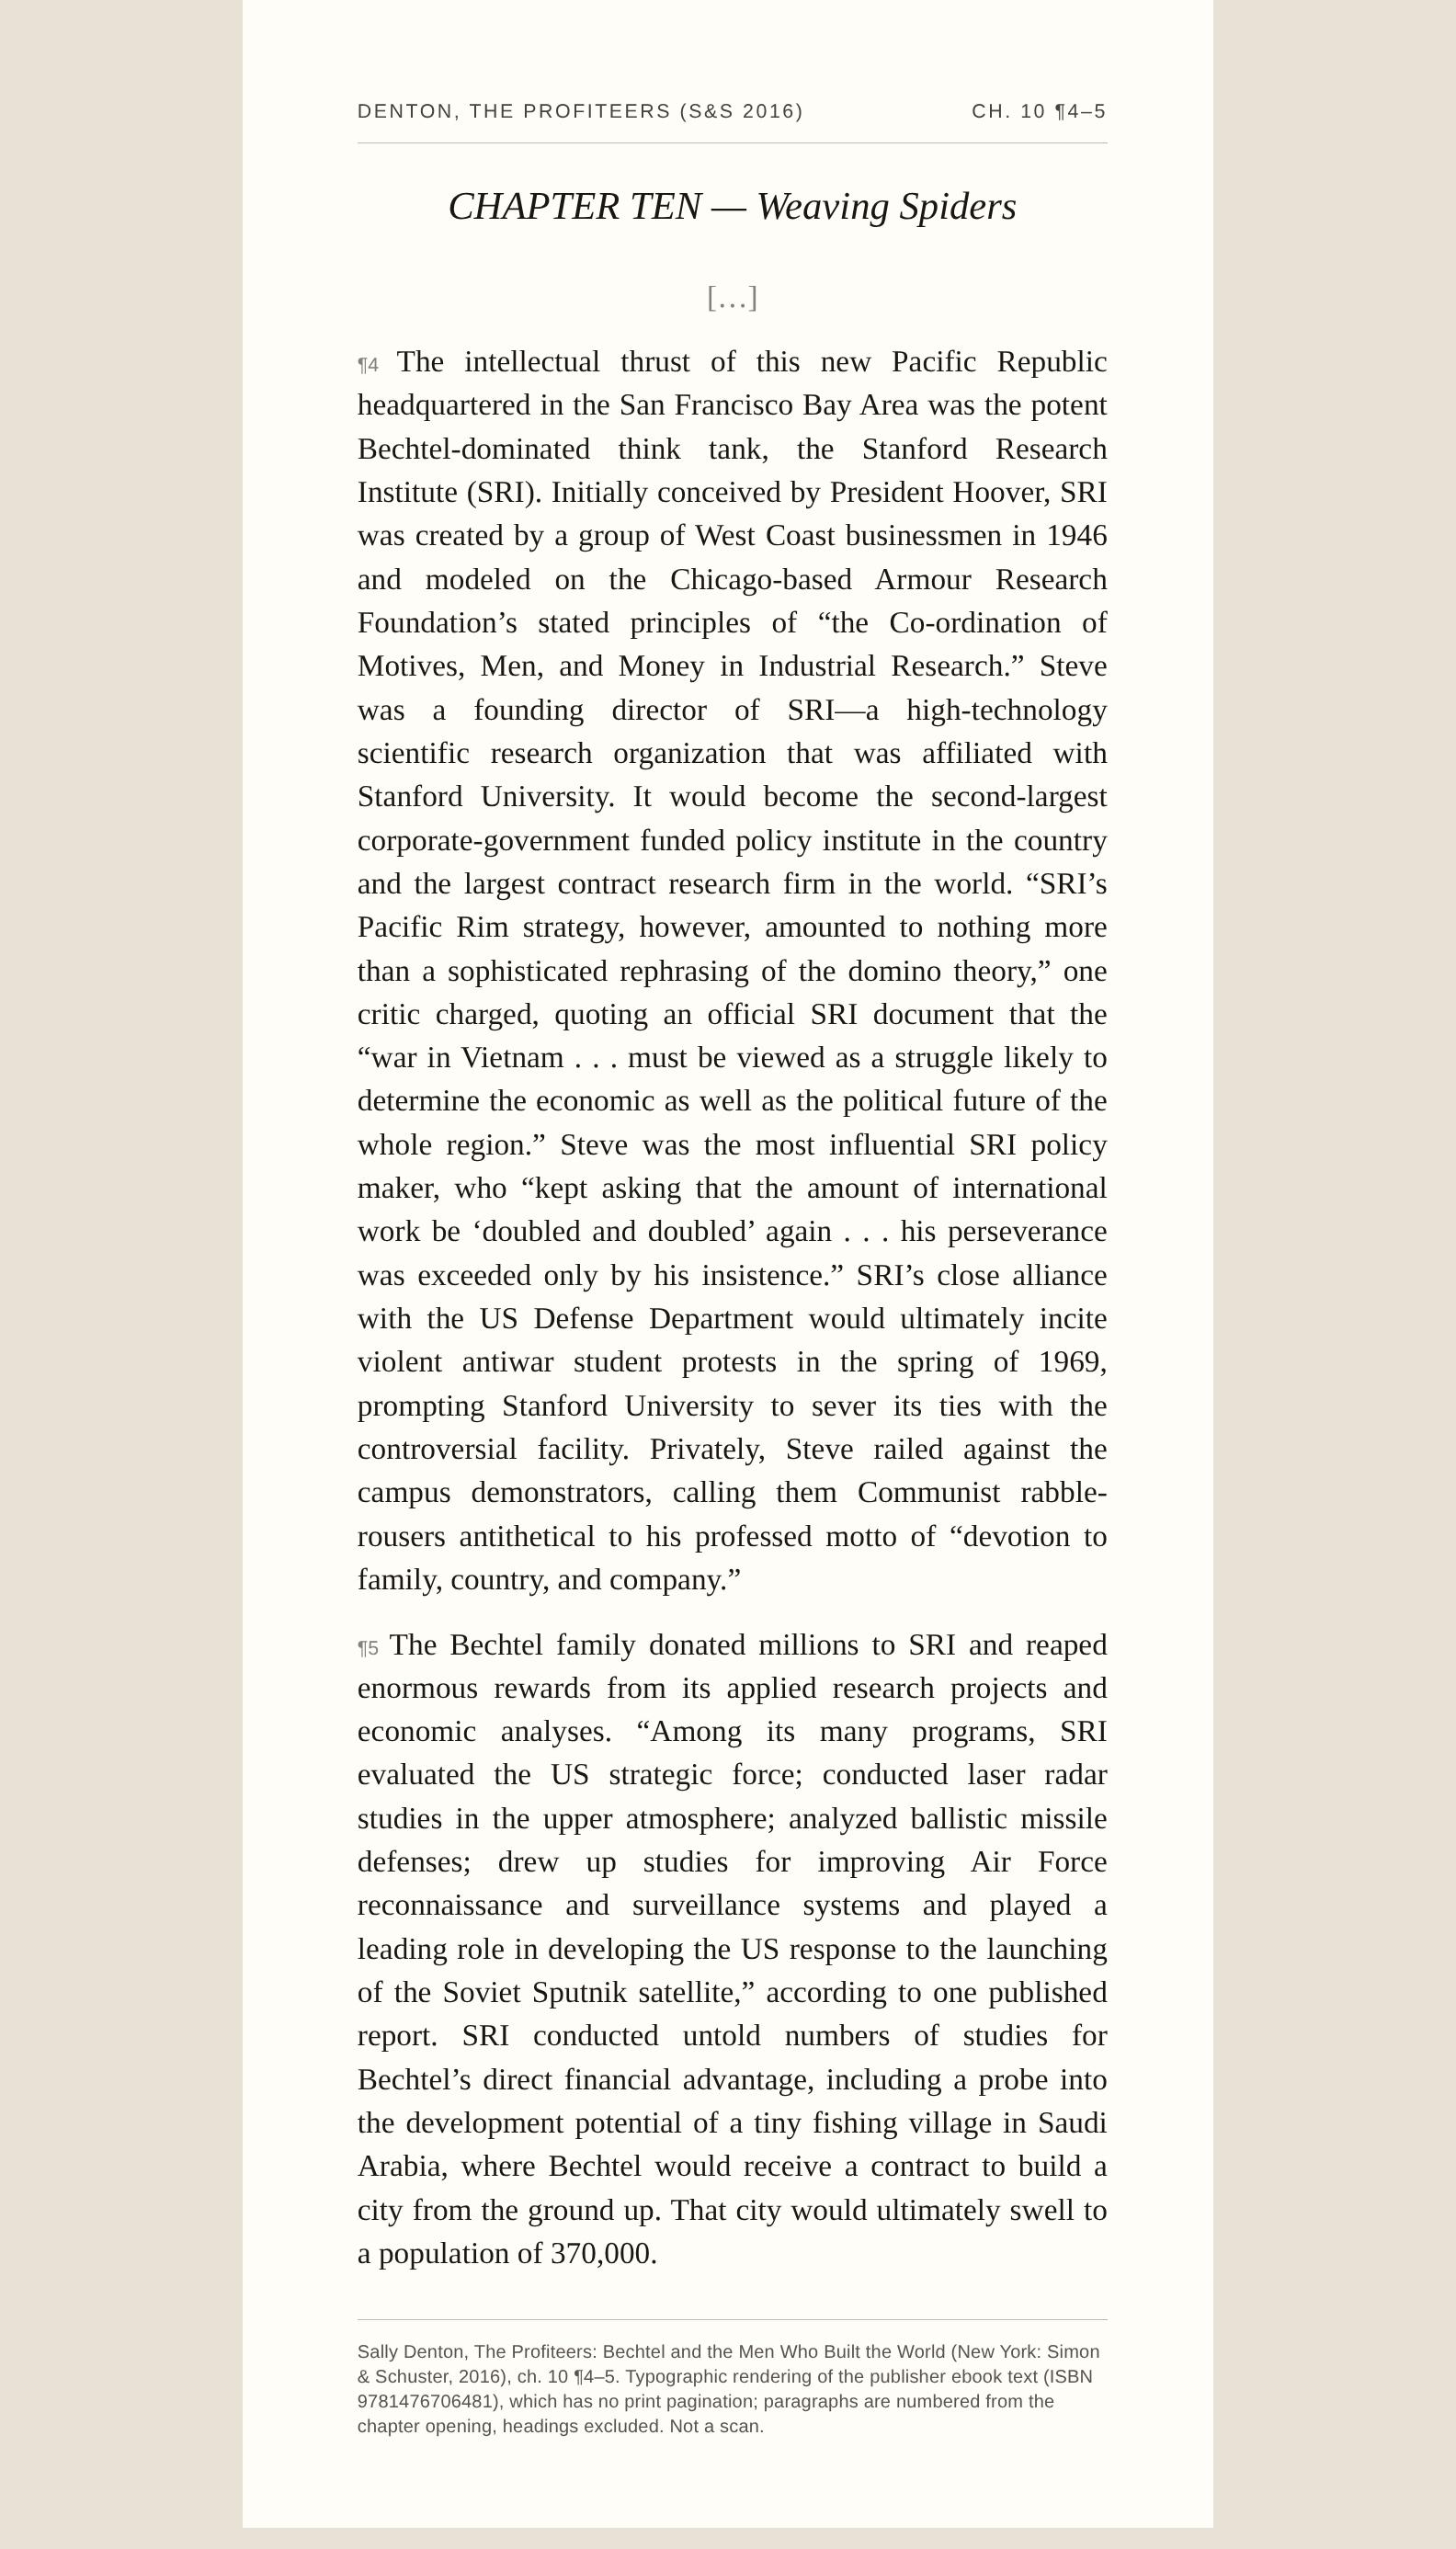 DENTON, THE PROFITEERS (S&S 2016)
CH. 10 ¶4–5
CHAPTER TEN — Weaving Spiders
[…]
¶4 The intellectual thrust of this new Pacific Republic
headquartered in the San Francisco Bay Area was the potent
Bechtel-dominated think tank, the Stanford Research
Institute (SRI). Initially conceived by President Hoover, SRI
was created by a group of West Coast businessmen in 1946
and modeled on the Chicago-based Armour Research
Foundation’s stated principles of “the Co-ordination of
Motives, Men, and Money in Industrial Research.” Steve
was a founding director of SRI—a high-technology
scientific research organization that was affiliated with
Stanford University. It would become the second-largest
corporate-government funded policy institute in the country
and the largest contract research firm in the world. “SRI’s
Pacific Rim strategy, however, amounted to nothing more
than a sophisticated rephrasing of the domino theory,” one
critic charged, quoting an official SRI document that the
“war in Vietnam . . . must be viewed as a struggle likely to
determine the economic as well as the political future of the
whole region.” Steve was the most influential SRI policy
maker, who “kept asking that the amount of international
work be ‘doubled and doubled’ again . . . his perseverance
was exceeded only by his insistence.” SRI’s close alliance
with the US Defense Department would ultimately incite
violent antiwar student protests in the spring of 1969,
prompting Stanford University to sever its ties with the
controversial facility. Privately, Steve railed against the
campus demonstrators, calling them Communist rabble-
rousers antithetical to his professed motto of “devotion to
family, country, and company.”
¶5 The Bechtel family donated millions to SRI and reaped
enormous rewards from its applied research projects and
economic analyses. “Among its many programs, SRI
evaluated the US strategic force; conducted laser radar
studies in the upper atmosphere; analyzed ballistic missile
defenses; drew up studies for improving Air Force
reconnaissance and surveillance systems and played a
leading role in developing the US response to the launching
of the Soviet Sputnik satellite,” according to one published
report. SRI conducted untold numbers of studies for
Bechtel’s direct financial advantage, including a probe into
the development potential of a tiny fishing village in Saudi
Arabia, where Bechtel would receive a contract to build a
city from the ground up. That city would ultimately swell to
a population of 370,000.
Sally Denton, The Profiteers: Bechtel and the Men Who Built the World (New York: Simon
& Schuster, 2016), ch. 10 ¶4–5. Typographic rendering of the publisher ebook text (ISBN
9781476706481), which has no print pagination; paragraphs are numbered from the
chapter opening, headings excluded. Not a scan.